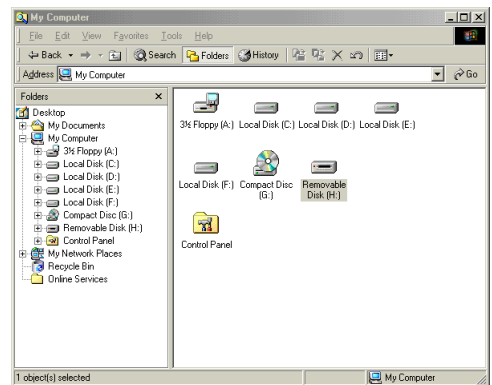 My Computer
File Edit View Favorites Tools Help
Back Search Folders History
Address My Computer Go
Folders
Desktop
My Documents
My Computer
3½ Floppy (A:)
Local Disk (C:)
Local Disk (D:)
Local Disk (E:)
Local Disk (F:)
Compact Disc (G:)
Removable Disk (H:)
Control Panel
My Network Places
Recycle Bin
Online Services
3½ Floppy (A:) Local Disk (C:) Local Disk (D:) Local Disk (E:)
Local Disk (F:) Compact Disc Removable
(G:) Disk (H:)
Control Panel
1 object(s) selected My Computer